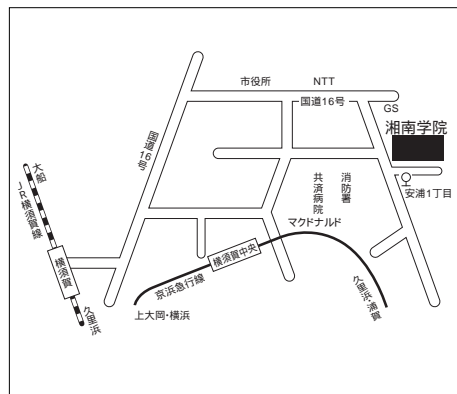 市役所
NTT
国道16号
GS
湘南学院
国道16号
大船
JR横須賀線
横須賀
久里浜
共済病院
消防署
安浦1丁目
マクドナルド
横須賀中央
京浜急行線
上大岡・横浜
久里浜・浦賀